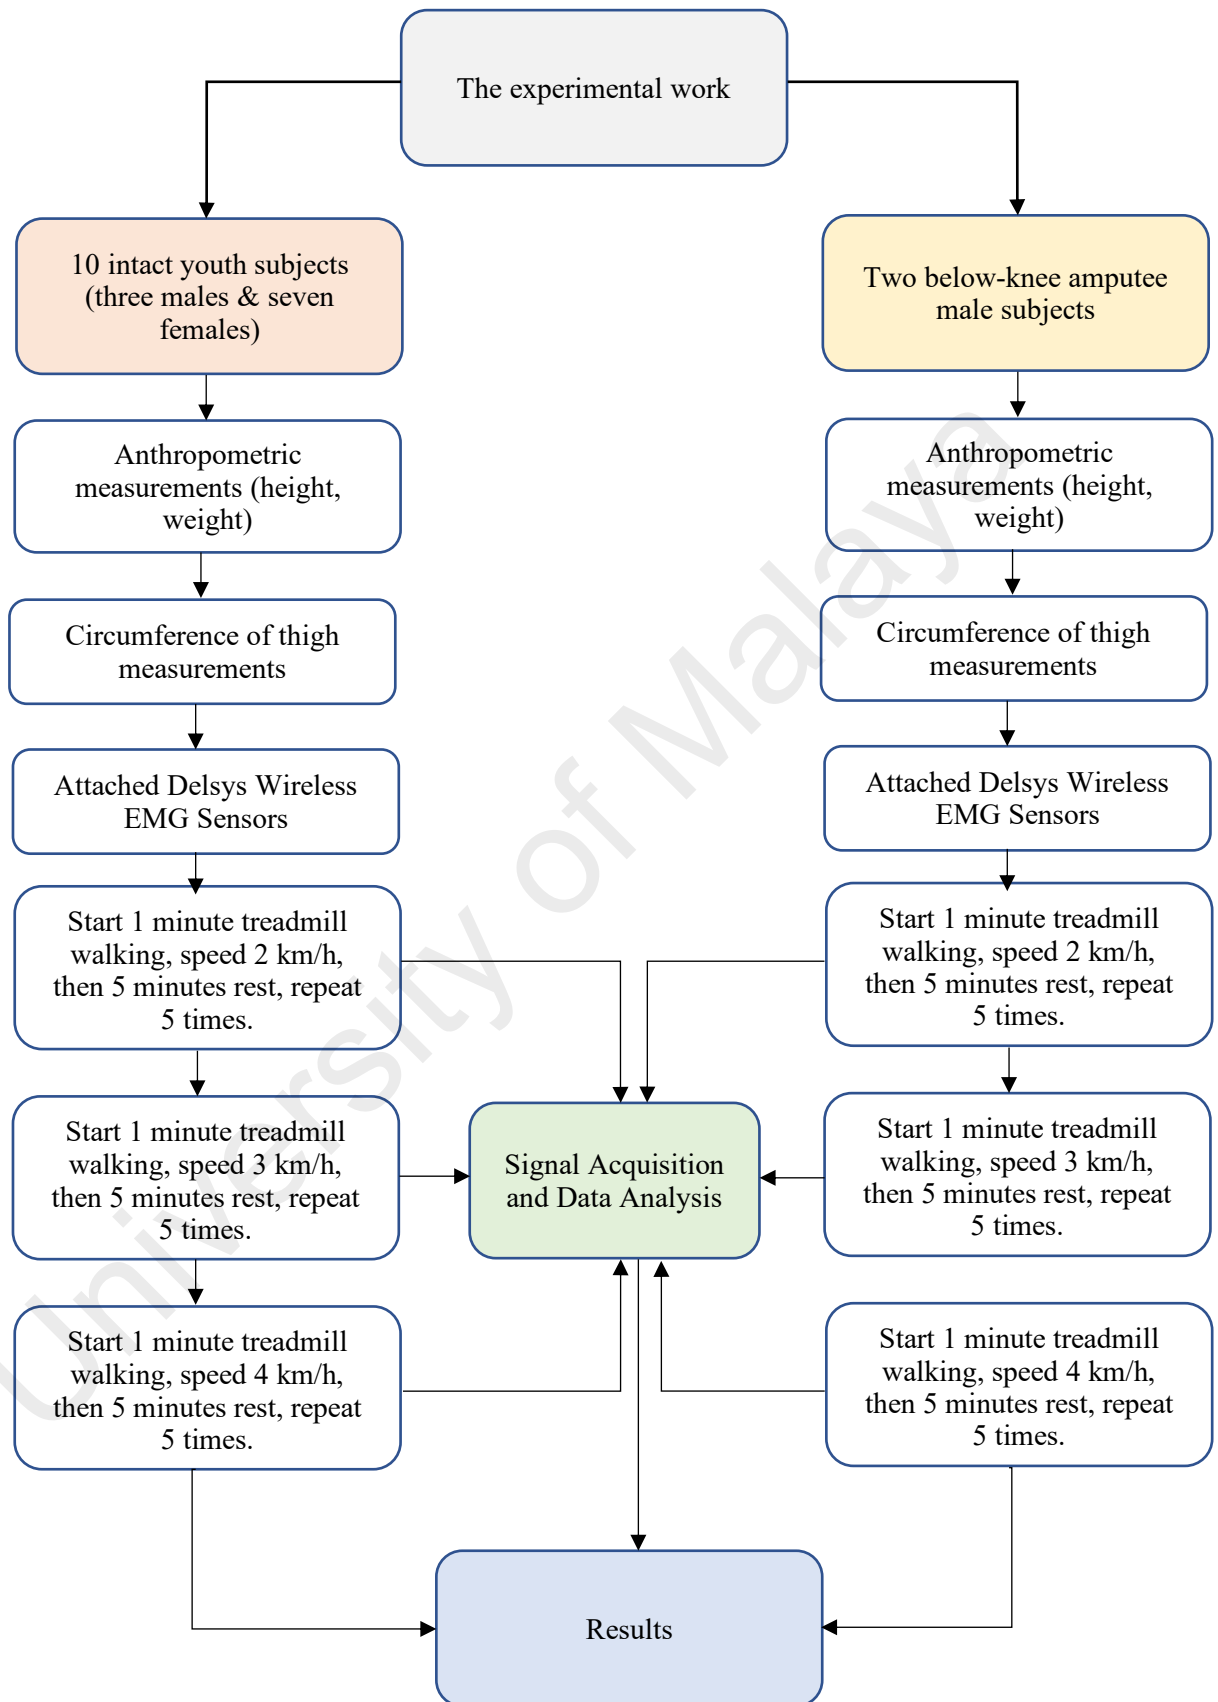 The experimental work
10 intact youth subjects
(three males & seven
females)
Two below-knee amputee
male subjects
Anthropometric
measurements (height,
weight)
Anthropometric
measurements (height,
weight)
Circumference of thigh
measurements
Circumference of thigh
measurements
Attached Delsys Wireless
EMG Sensors
Attached Delsys Wireless
EMG Sensors
Start 1 minute treadmill
walking, speed 2 km/h,
then 5 minutes rest, repeat
5 times.
Start 1 minute treadmill
walking, speed 2 km/h,
then 5 minutes rest, repeat
5 times.
Start 1 minute treadmill
walking, speed 3 km/h,
then 5 minutes rest, repeat
5 times.
Signal Acquisition
and Data Analysis
Start 1 minute treadmill
walking, speed 3 km/h,
then 5 minutes rest, repeat
5 times.
Start 1 minute treadmill
walking, speed 4 km/h,
then 5 minutes rest, repeat
5 times.
Start 1 minute treadmill
walking, speed 4 km/h,
then 5 minutes rest, repeat
5 times.
Results
University of Malaya